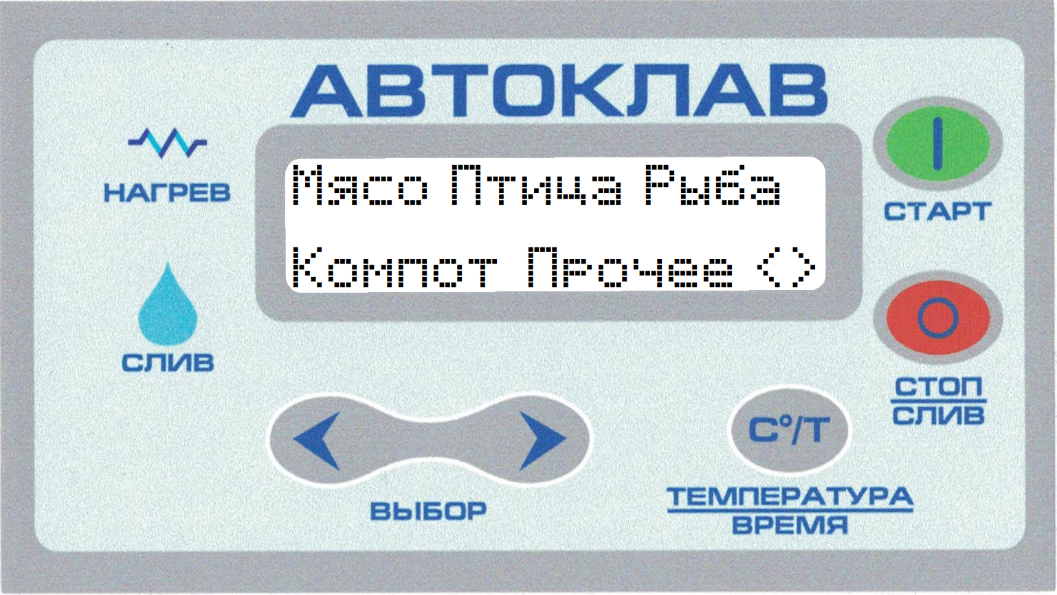 АВТОКЛАВ
НАГРЕВ
Мясо Птица Рыба
Компот Прочее <>
СТАРТ
СЛИВ
СТОП
СЛИВ
C°/T
ВЫБОР
ТЕМПЕРАТУРА
ВРЕМЯ